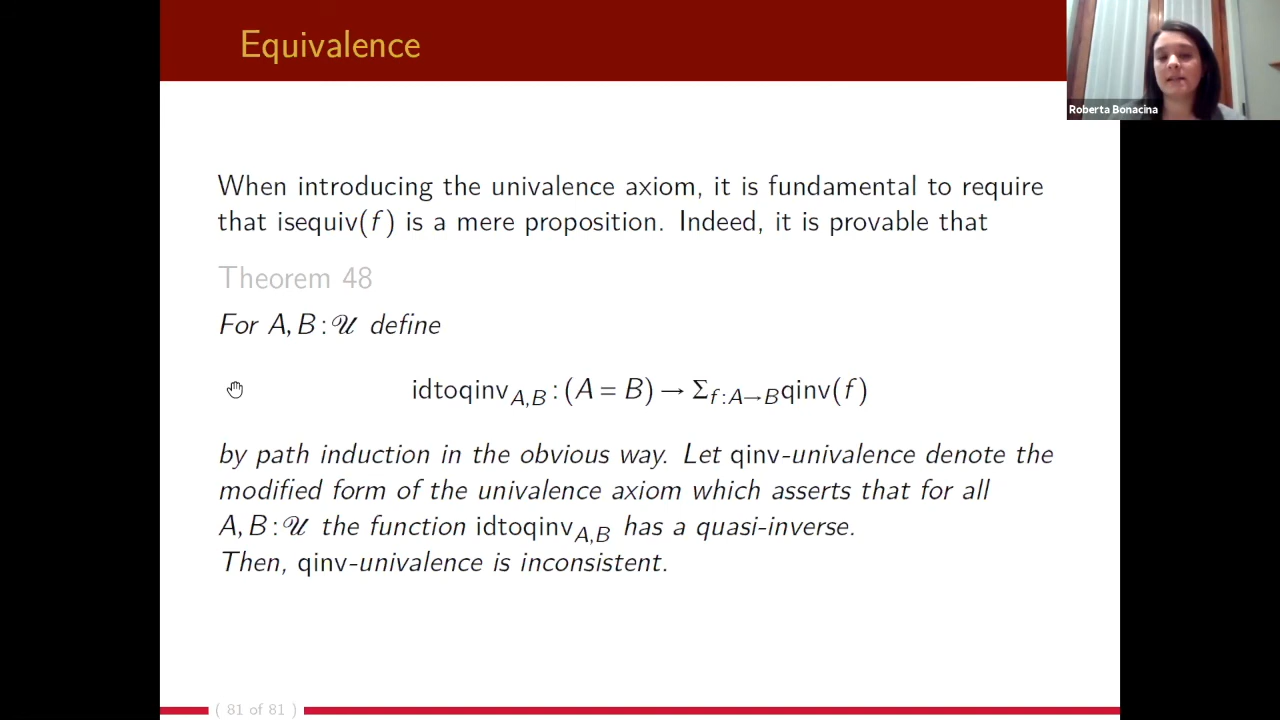 Equivalence
Roberta Bonacina
When introducing the univalence axiom, it is fundamental to require
that isequiv(f) is a mere proposition. Indeed, it is provable that
Theorem 48
For A, B : 𝒰 define
idtoqinv_{A,B} : (A = B) → Σ_{f:A→B}qinv(f)
by path induction in the obvious way. Let qinv-univalence denote the
modified form of the univalence axiom which asserts that for all
A, B : 𝒰 the function idtoqinv_{A,B} has a quasi-inverse.
Then, qinv-univalence is inconsistent.
( 81 of 81 )